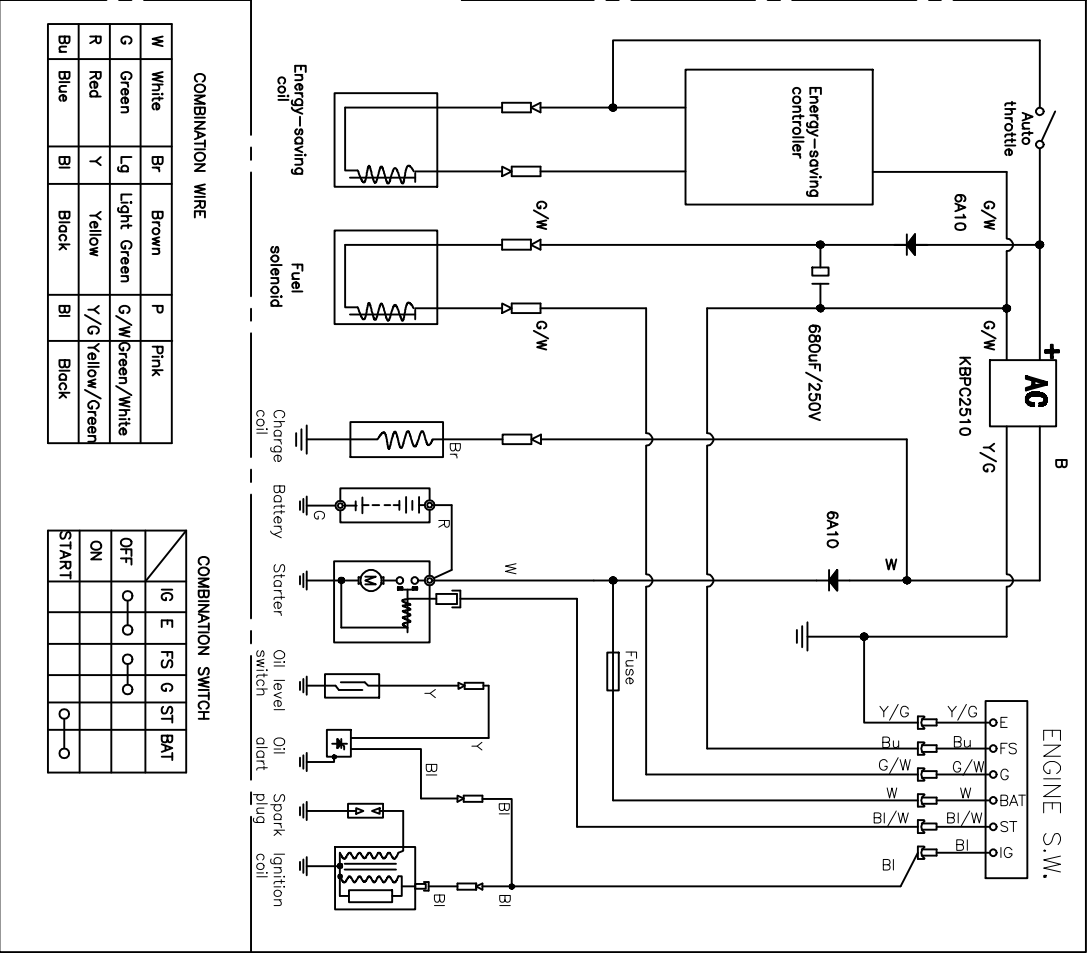 Auto
throttle
Energy-saving
controller
Energy-saving
coil
G/W
6A10
G/W
Fuel
solenoid
G/W
680uF/250V
G/W
+
AC
KBPC2510
B
Y/G
Charge
coil
Br
Battery
G
R
6A10
W
Starter
M
W
Fuse
Oil level
switch
Y
Y
Oil
alart
Bl
Bl
Spark
plug
Ignition
coil
Bl
Bl
Bl
ENGINE S.W.
Y/G Y/G E
Bu Bu FS
G/W G/W G
W W BAT
Bl/W Bl/W ST
Bl IG
COMBINATION WIRE
W White Br Brown P Pink
G Green Lg Light Green G/W Green/White
R Red Y Yellow Y/G Yellow/Green
Bu Blue Bl Black Bl Black
COMBINATION SWITCH
IG E FS G ST BAT
OFF
ON
START